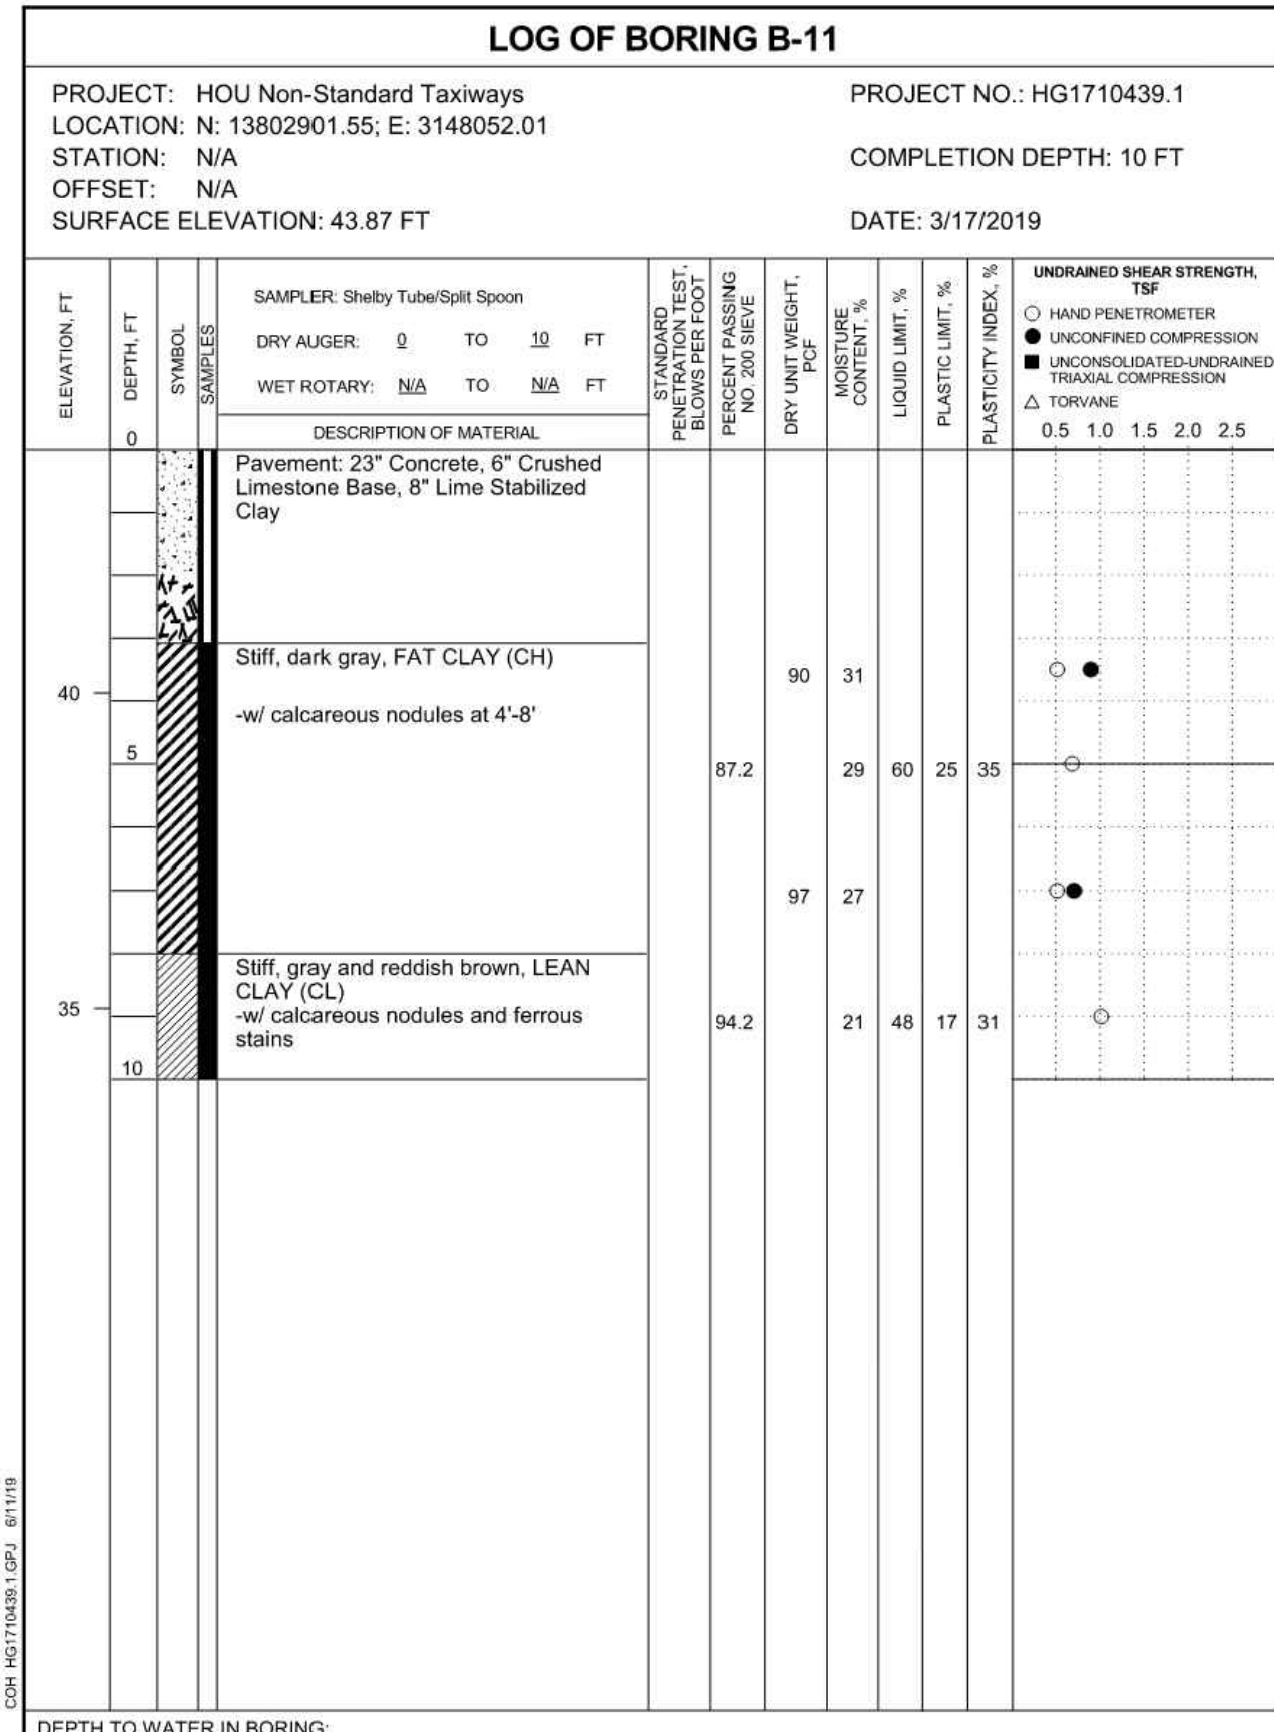 LOG OF BORING B-11
PROJECT: HOU Non-Standard Taxiways
PROJECT NO.: HG1710439.1
LOCATION: N: 13802901.55; E: 3148052.01
STATION: N/A
COMPLETION DEPTH: 10 FT
OFFSET: N/A
SURFACE ELEVATION: 43.87 FT
DATE: 3/17/2019
ELEVATION, FT
DEPTH, FT
SYMBOL
SAMPLES
SAMPLER: Shelby Tube/Split Spoon
DRY AUGER: 0 TO 10 FT
WET ROTARY: N/A TO N/A FT
DESCRIPTION OF MATERIAL
STANDARD
PENETRATION TEST,
BLOWS PER FOOT
PERCENT PASSING
NO. 200 SIEVE
DRY UNIT WEIGHT,
PCF
MOISTURE
CONTENT, %
LIQUID LIMIT, %
PLASTIC LIMIT, %
PLASTICITY INDEX, %
UNDRAINED SHEAR STRENGTH,
TSF
HAND PENETROMETER
UNCONFINED COMPRESSION
UNCONSOLIDATED-UNDRAINED
TRIAXIAL COMPRESSION
TORVANE
0.5 1.0 1.5 2.0 2.5
0
Pavement: 23" Concrete, 6" Crushed
Limestone Base, 8" Lime Stabilized
Clay
Stiff, dark gray, FAT CLAY (CH)
90 31
40
-w/ calcareous nodules at 4'-8'
5
87.2 29 60 25 35
97 27
Stiff, gray and reddish brown, LEAN
CLAY (CL)
35
-w/ calcareous nodules and ferrous
stains
94.2 21 48 17 31
10
COH HG1710439.1.GPJ 6/11/19
DEPTH TO WATER IN BORING: